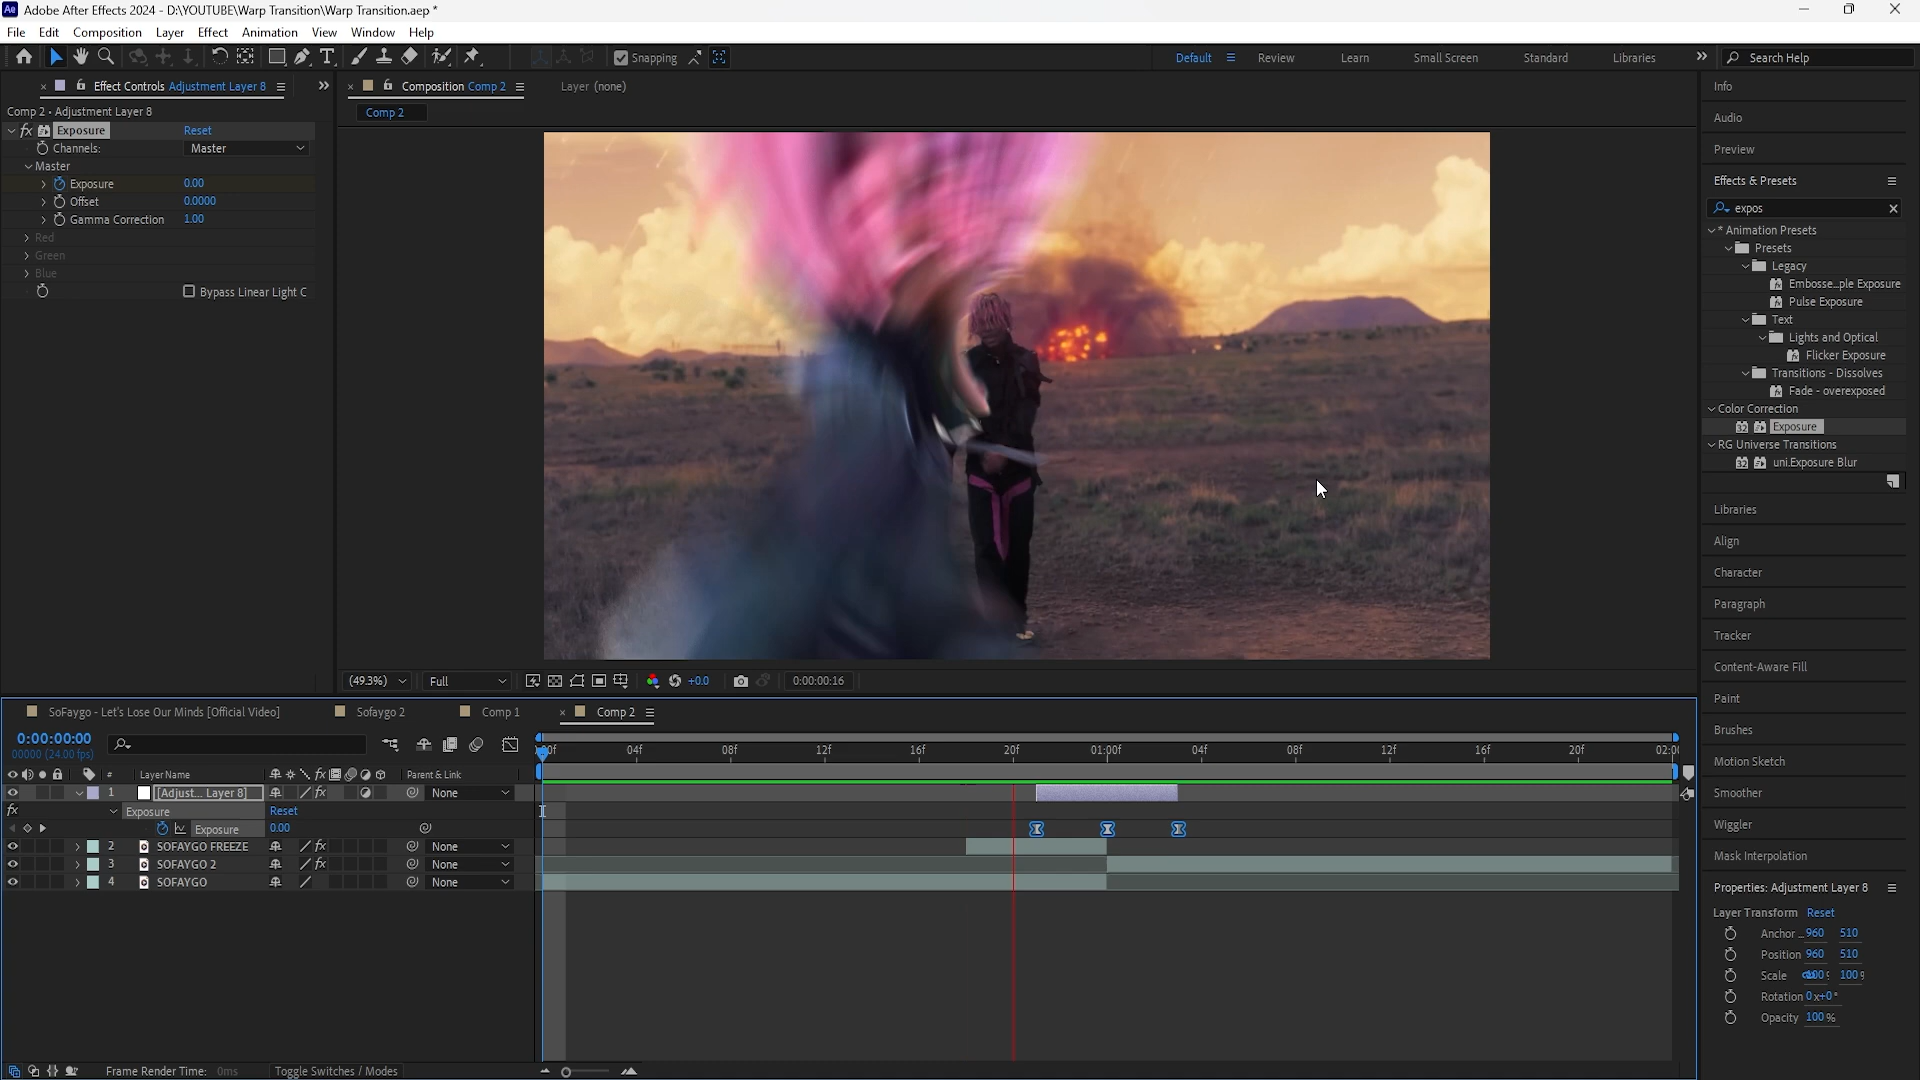 Adobe After Effects 2024 - D:\YOUTUBE\Warp Transition\Warp Transition.aep *
File Edit Composition Layer Effect Animation View Window Help
Snapping
Default Review Learn Small Screen Standard Libraries Search Help
Effect Controls Adjustment Layer 8
Composition Comp 2
Layer (none)
Comp 2 • Adjustment Layer 8
Comp 2
fx Exposure Reset
Channels: Master
Master
Exposure 0.00
Offset 0.0000
Gamma Correction 1.00
Red
Green
Blue
Bypass Linear Light C
Info
Audio
Preview
Effects & Presets
expos
* Animation Presets
Presets
Legacy
Embosse...ple Exposure
Pulse Exposure
Text
Lights and Optical
Flicker Exposure
Transitions - Dissolves
Fade - overexposed
Color Correction
32 Exposure
RG Universe Transitions
32 uni.Exposure Blur
Libraries
Align
Character
Paragraph
Tracker
Content-Aware Fill
Paint
Brushes
Motion Sketch
Smoother
Wiggler
Mask Interpolation
Properties: Adjustment Layer 8
Layer Transform Reset
Anchor ... 960 510
Position 960 510
Scale 100 100
Rotation 0x+0°
Opacity 100%
(49.3%) Full +0.0 0:00:00:16
SoFaygo - Let's Lose Our Minds [Official Video] Sofaygo 2 Comp 1 Comp 2
0:00:00:00
00000 (24.00 fps)
04f 08f 12f 16f 20f 01:00f 04f 08f 12f 16f 20f 02:0
# Layer Name Parent & Link
1 [Adjust... Layer 8] None
fx Exposure Reset
Exposure 0.00
2 SOFAYGO FREEZE None
3 SOFAYGO 2 None
4 SOFAYGO None
Frame Render Time: 0ms Toggle Switches / Modes